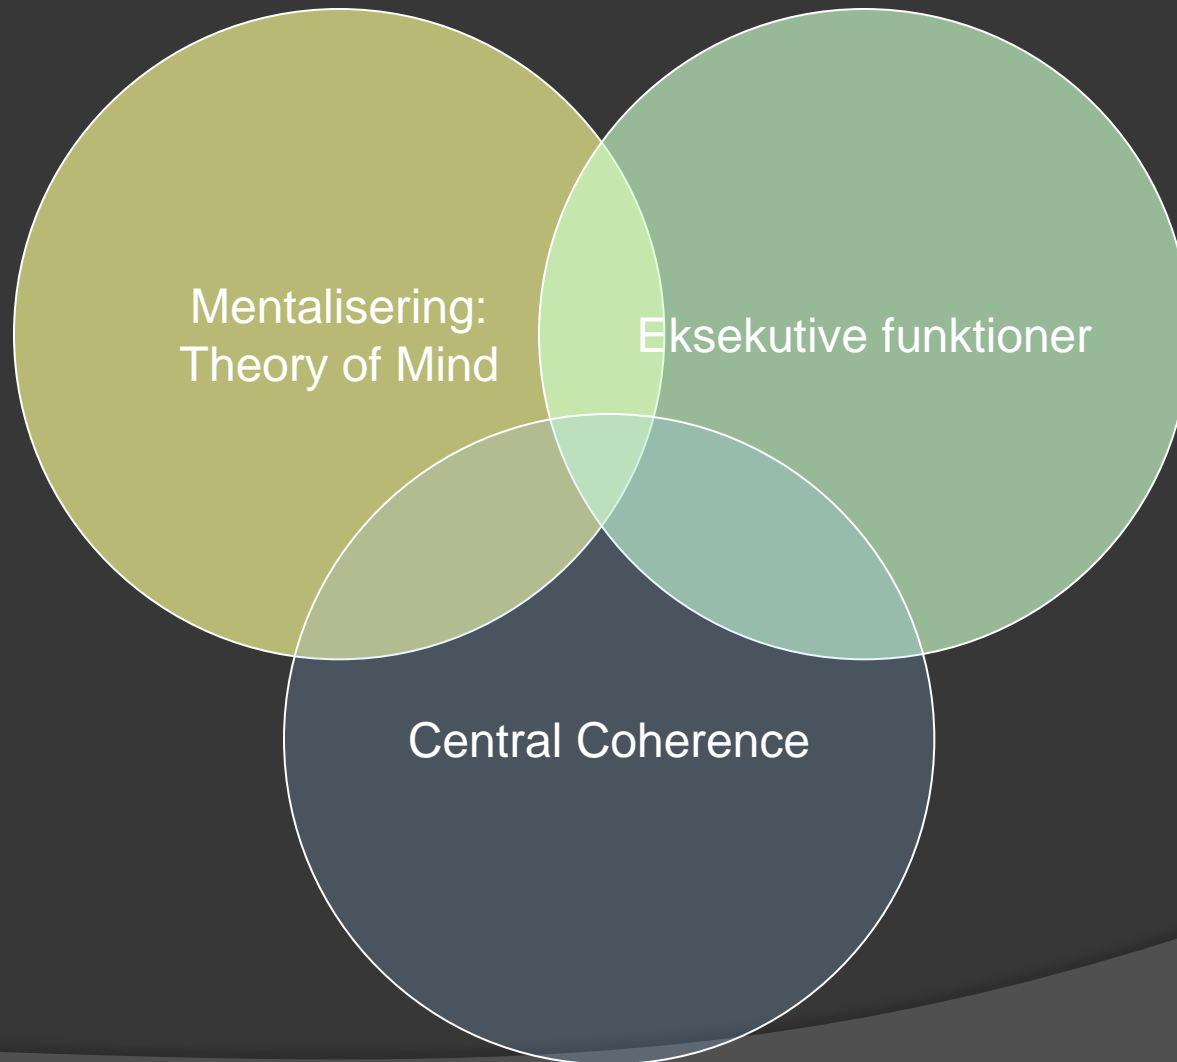 Mentalisering:
Theory of Mind
Eksekutive funktioner
Central Coherence